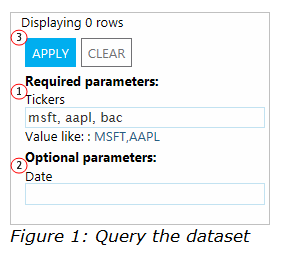 Displaying 0 rows
3
APPLY CLEAR
Required parameters:
1
Tickers
msft, aapl, bac
Value like: : MSFT,AAPL
Optional parameters:
2
Date
Figure 1: Query the dataset